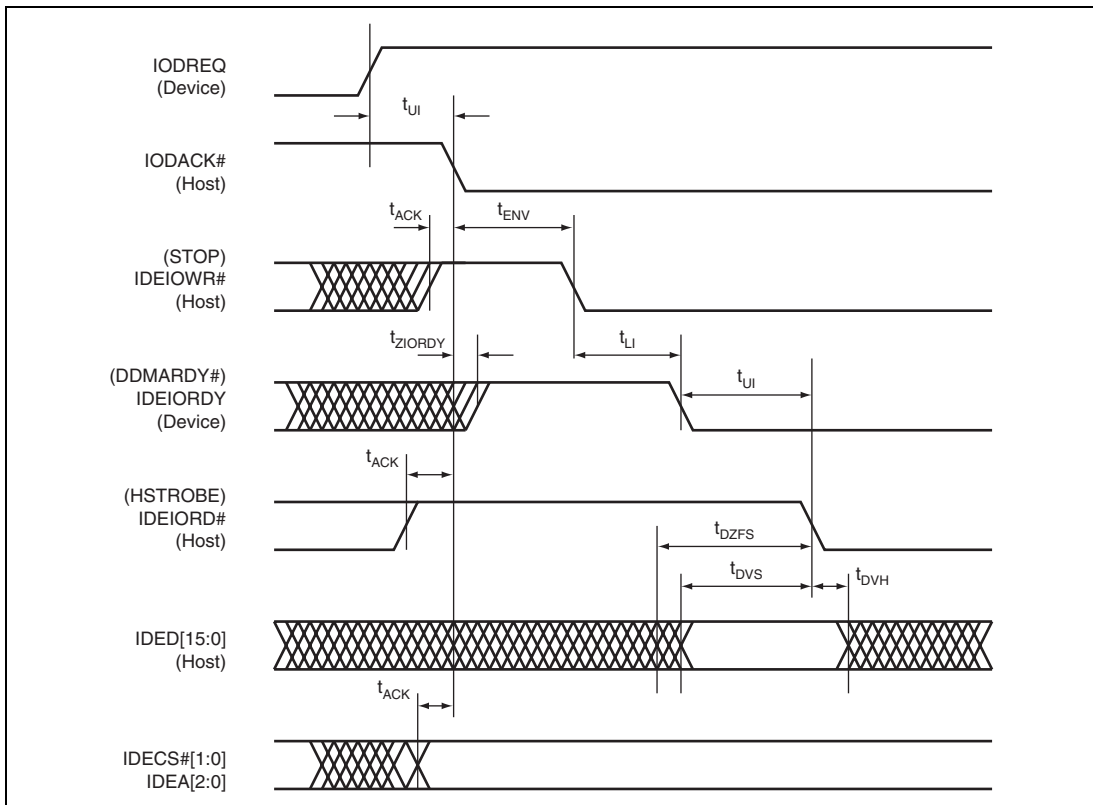 IODREQ
(Device)
tUI
IODACK#
(Host)
tACK
tENV
(STOP)
IDEIOWR#
(Host)
tZIORDY
tLI
(DDMARDY#)
IDEIORDY
(Device)
tUI
tACK
(HSTROBE)
IDEIORD#
(Host)
tDZFS
tDVS
tDVH
IDED[15:0]
(Host)
tACK
IDECS#[1:0]
IDEA[2:0]